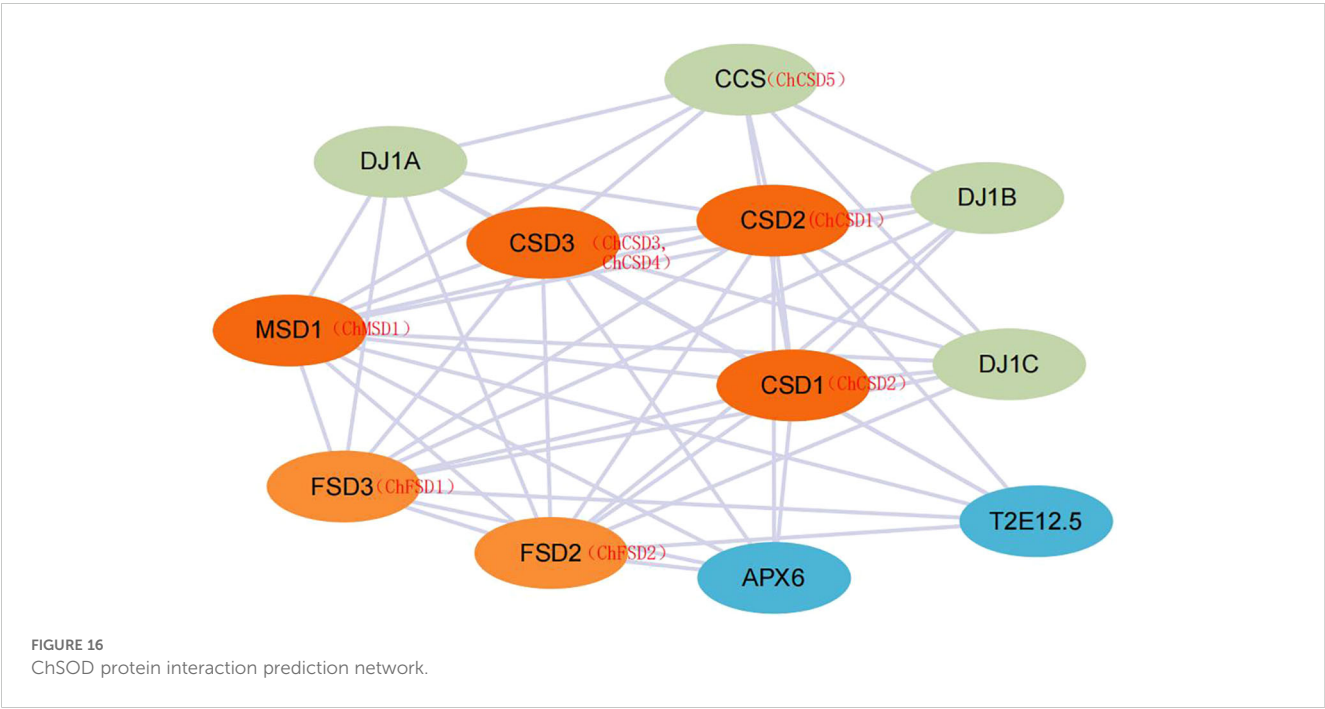 CCS（ChCSD5）
DJ1A
DJ1B
CSD2（ChCSD1）
CSD3（ChCSD3,
ChCSD4）
MSD1（ChMSD1）
DJ1C
CSD1（ChCSD2）
FSD3（ChFSD1）
T2E12.5
FSD2（ChFSD2）
APX6
FIGURE 16
ChSOD protein interaction prediction network.